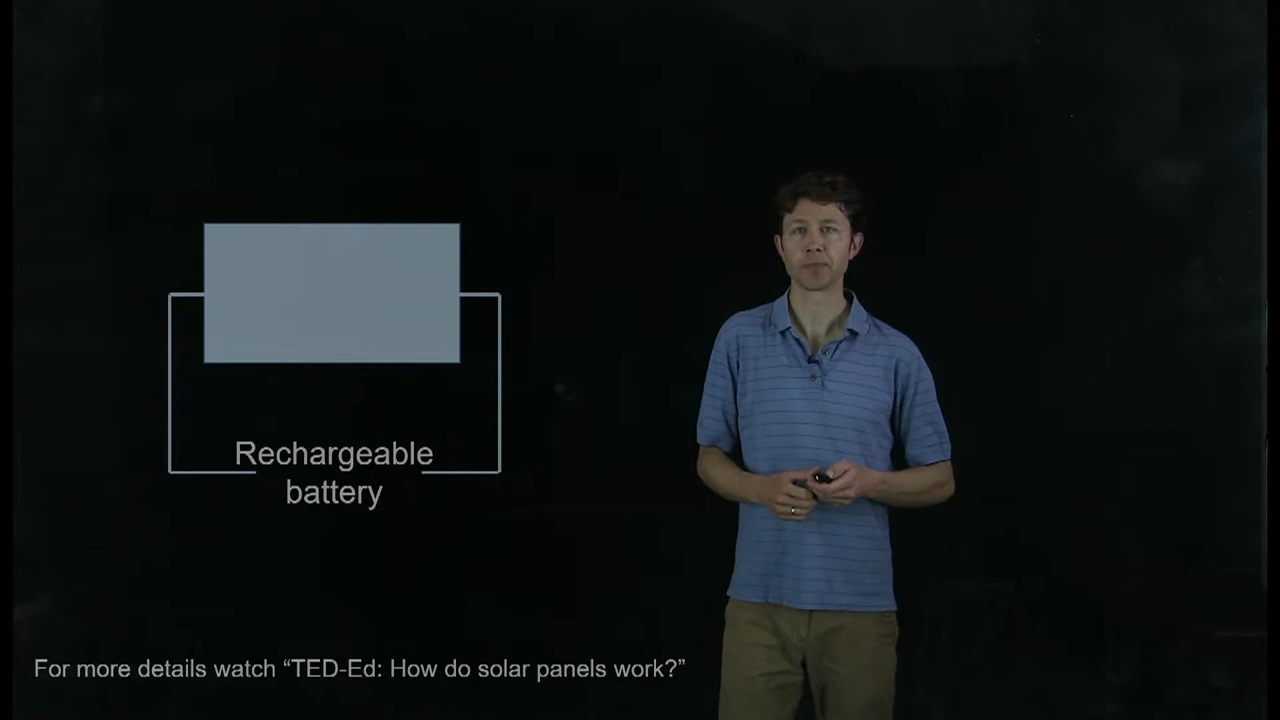 Rechargeable
battery
For more details watch “TED-Ed: How do solar panels work?”